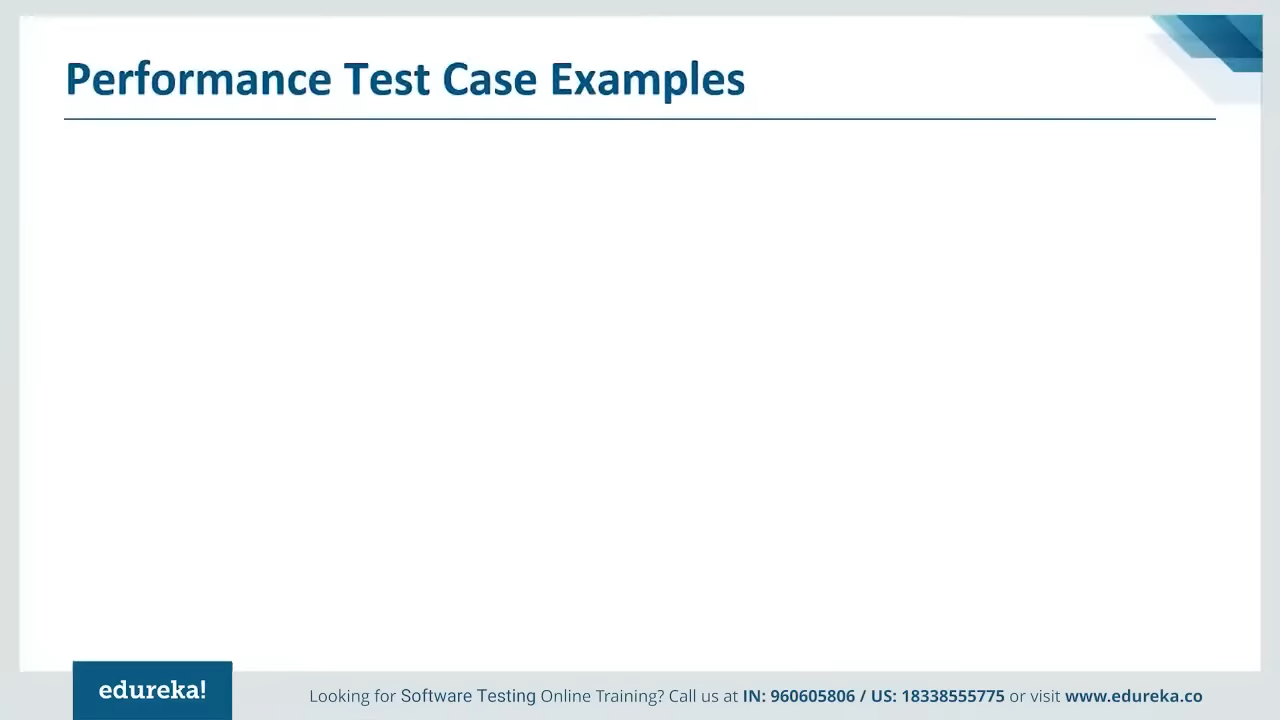 Performance Test Case Examples
edureka!
Looking for Software Testing Online Training? Call us at IN: 960605806 / US: 18338555775 or visit www.edureka.co